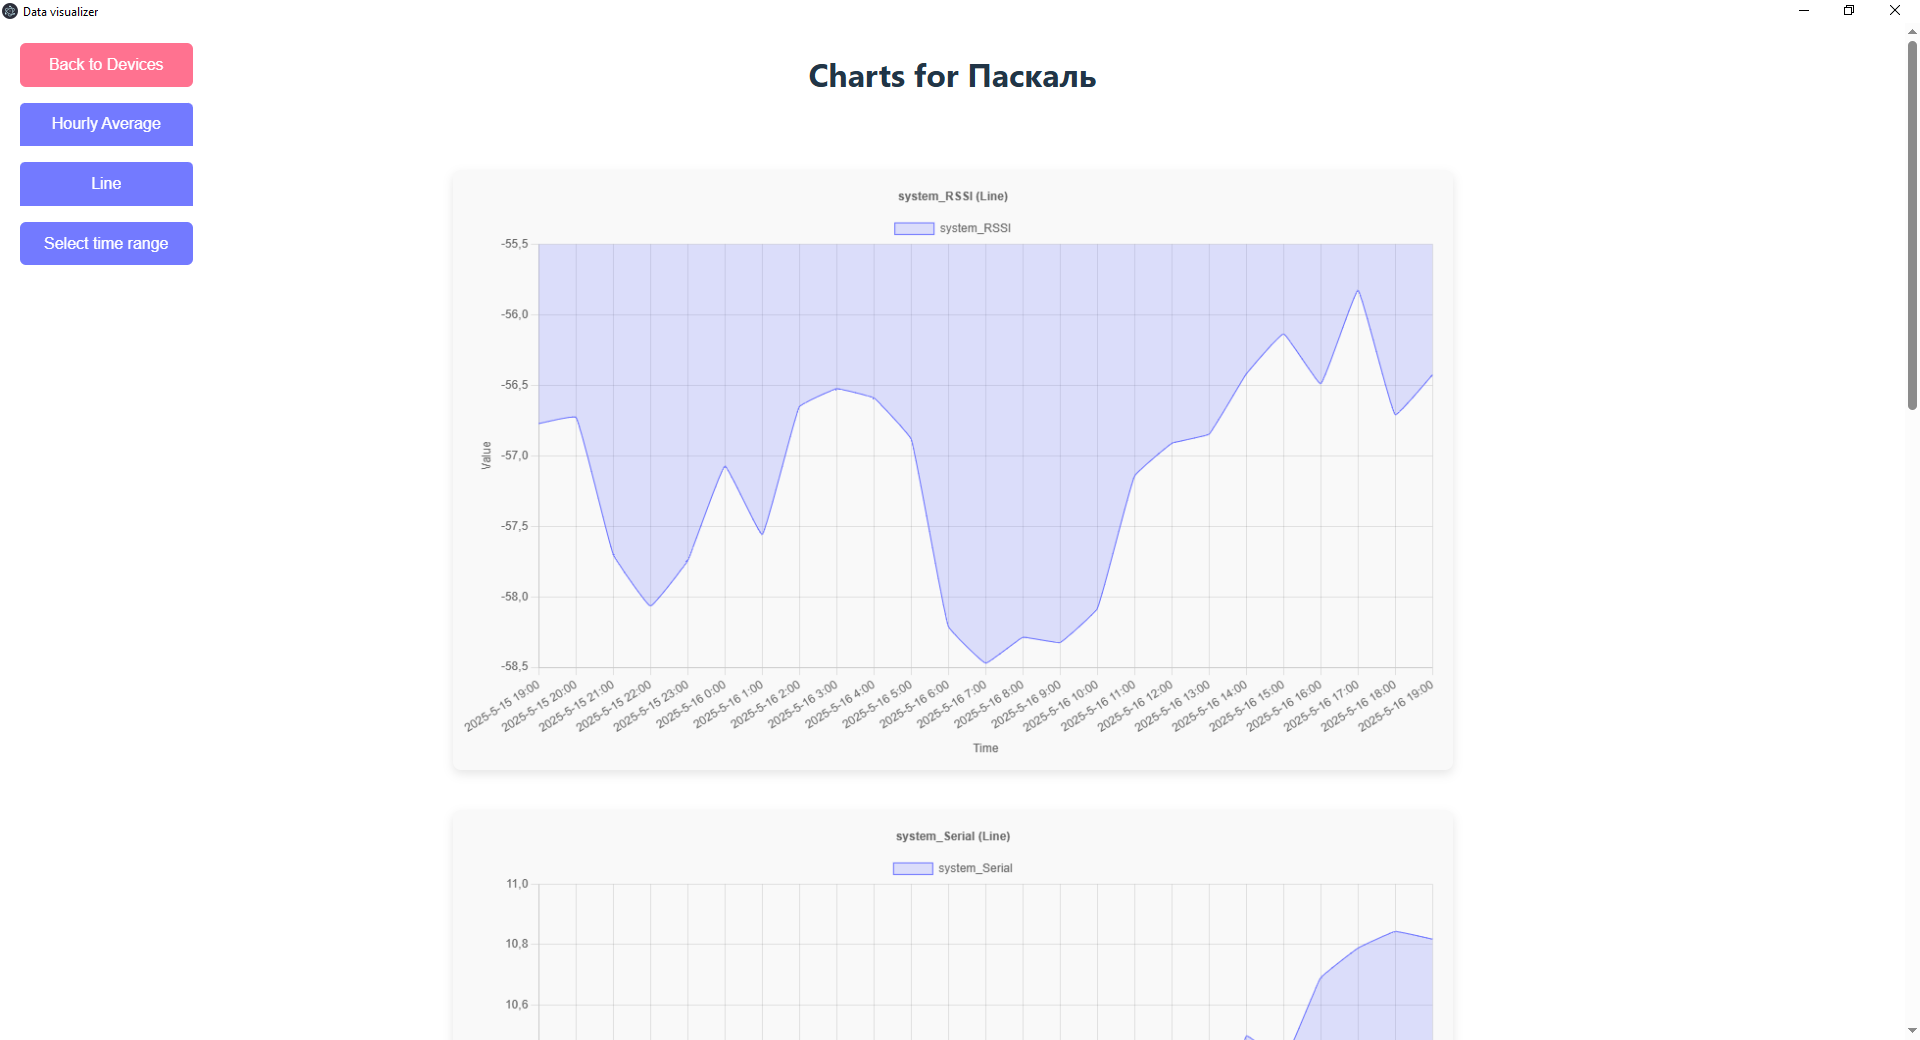 Data visualizer
Back to Devices
Hourly Average
Line
Select time range
Charts for Паскаль
system_RSSI (Line)
system_RSSI
-55,5
-56,0
-56,5
-57,0
-57,5
-58,0
-58,5
Value
2025-5-15 19:00
2025-5-15 20:00
2025-5-15 21:00
2025-5-15 22:00
2025-5-15 23:00
2025-5-16 0:00
2025-5-16 1:00
2025-5-16 2:00
2025-5-16 3:00
2025-5-16 4:00
2025-5-16 5:00
2025-5-16 6:00
2025-5-16 7:00
2025-5-16 8:00
2025-5-16 9:00
2025-5-16 10:00
2025-5-16 11:00
2025-5-16 12:00
2025-5-16 13:00
2025-5-16 14:00
2025-5-16 15:00
2025-5-16 16:00
2025-5-16 17:00
2025-5-16 18:00
2025-5-16 19:00
Time
system_Serial (Line)
system_Serial
11,0
10,8
10,6